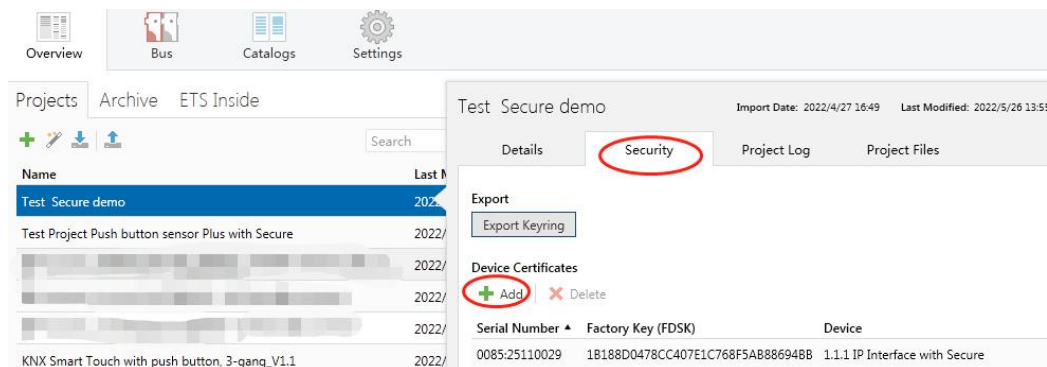 Overview Bus Catalogs Settings
Projects Archive ETS Inside
Search
Name Last
Test Secure demo 202
Test Project Push button sensor Plus with Secure 2022/
2022/
2022/
2022/
KNX Smart Touch with push button, 3-gang_V1.1 2022/
Test Secure demo Import Date: 2022/4/27 16:49 Last Modified: 2022/5/26 13:55
Details Security Project Log Project Files
Export
Export Keyring
Device Certificates
Add Delete
Serial Number Factory Key (FDSK) Device
0085:25110029 1B188D0478CC407E1C768F5AB88694BB 1.1.1 IP Interface with Secure